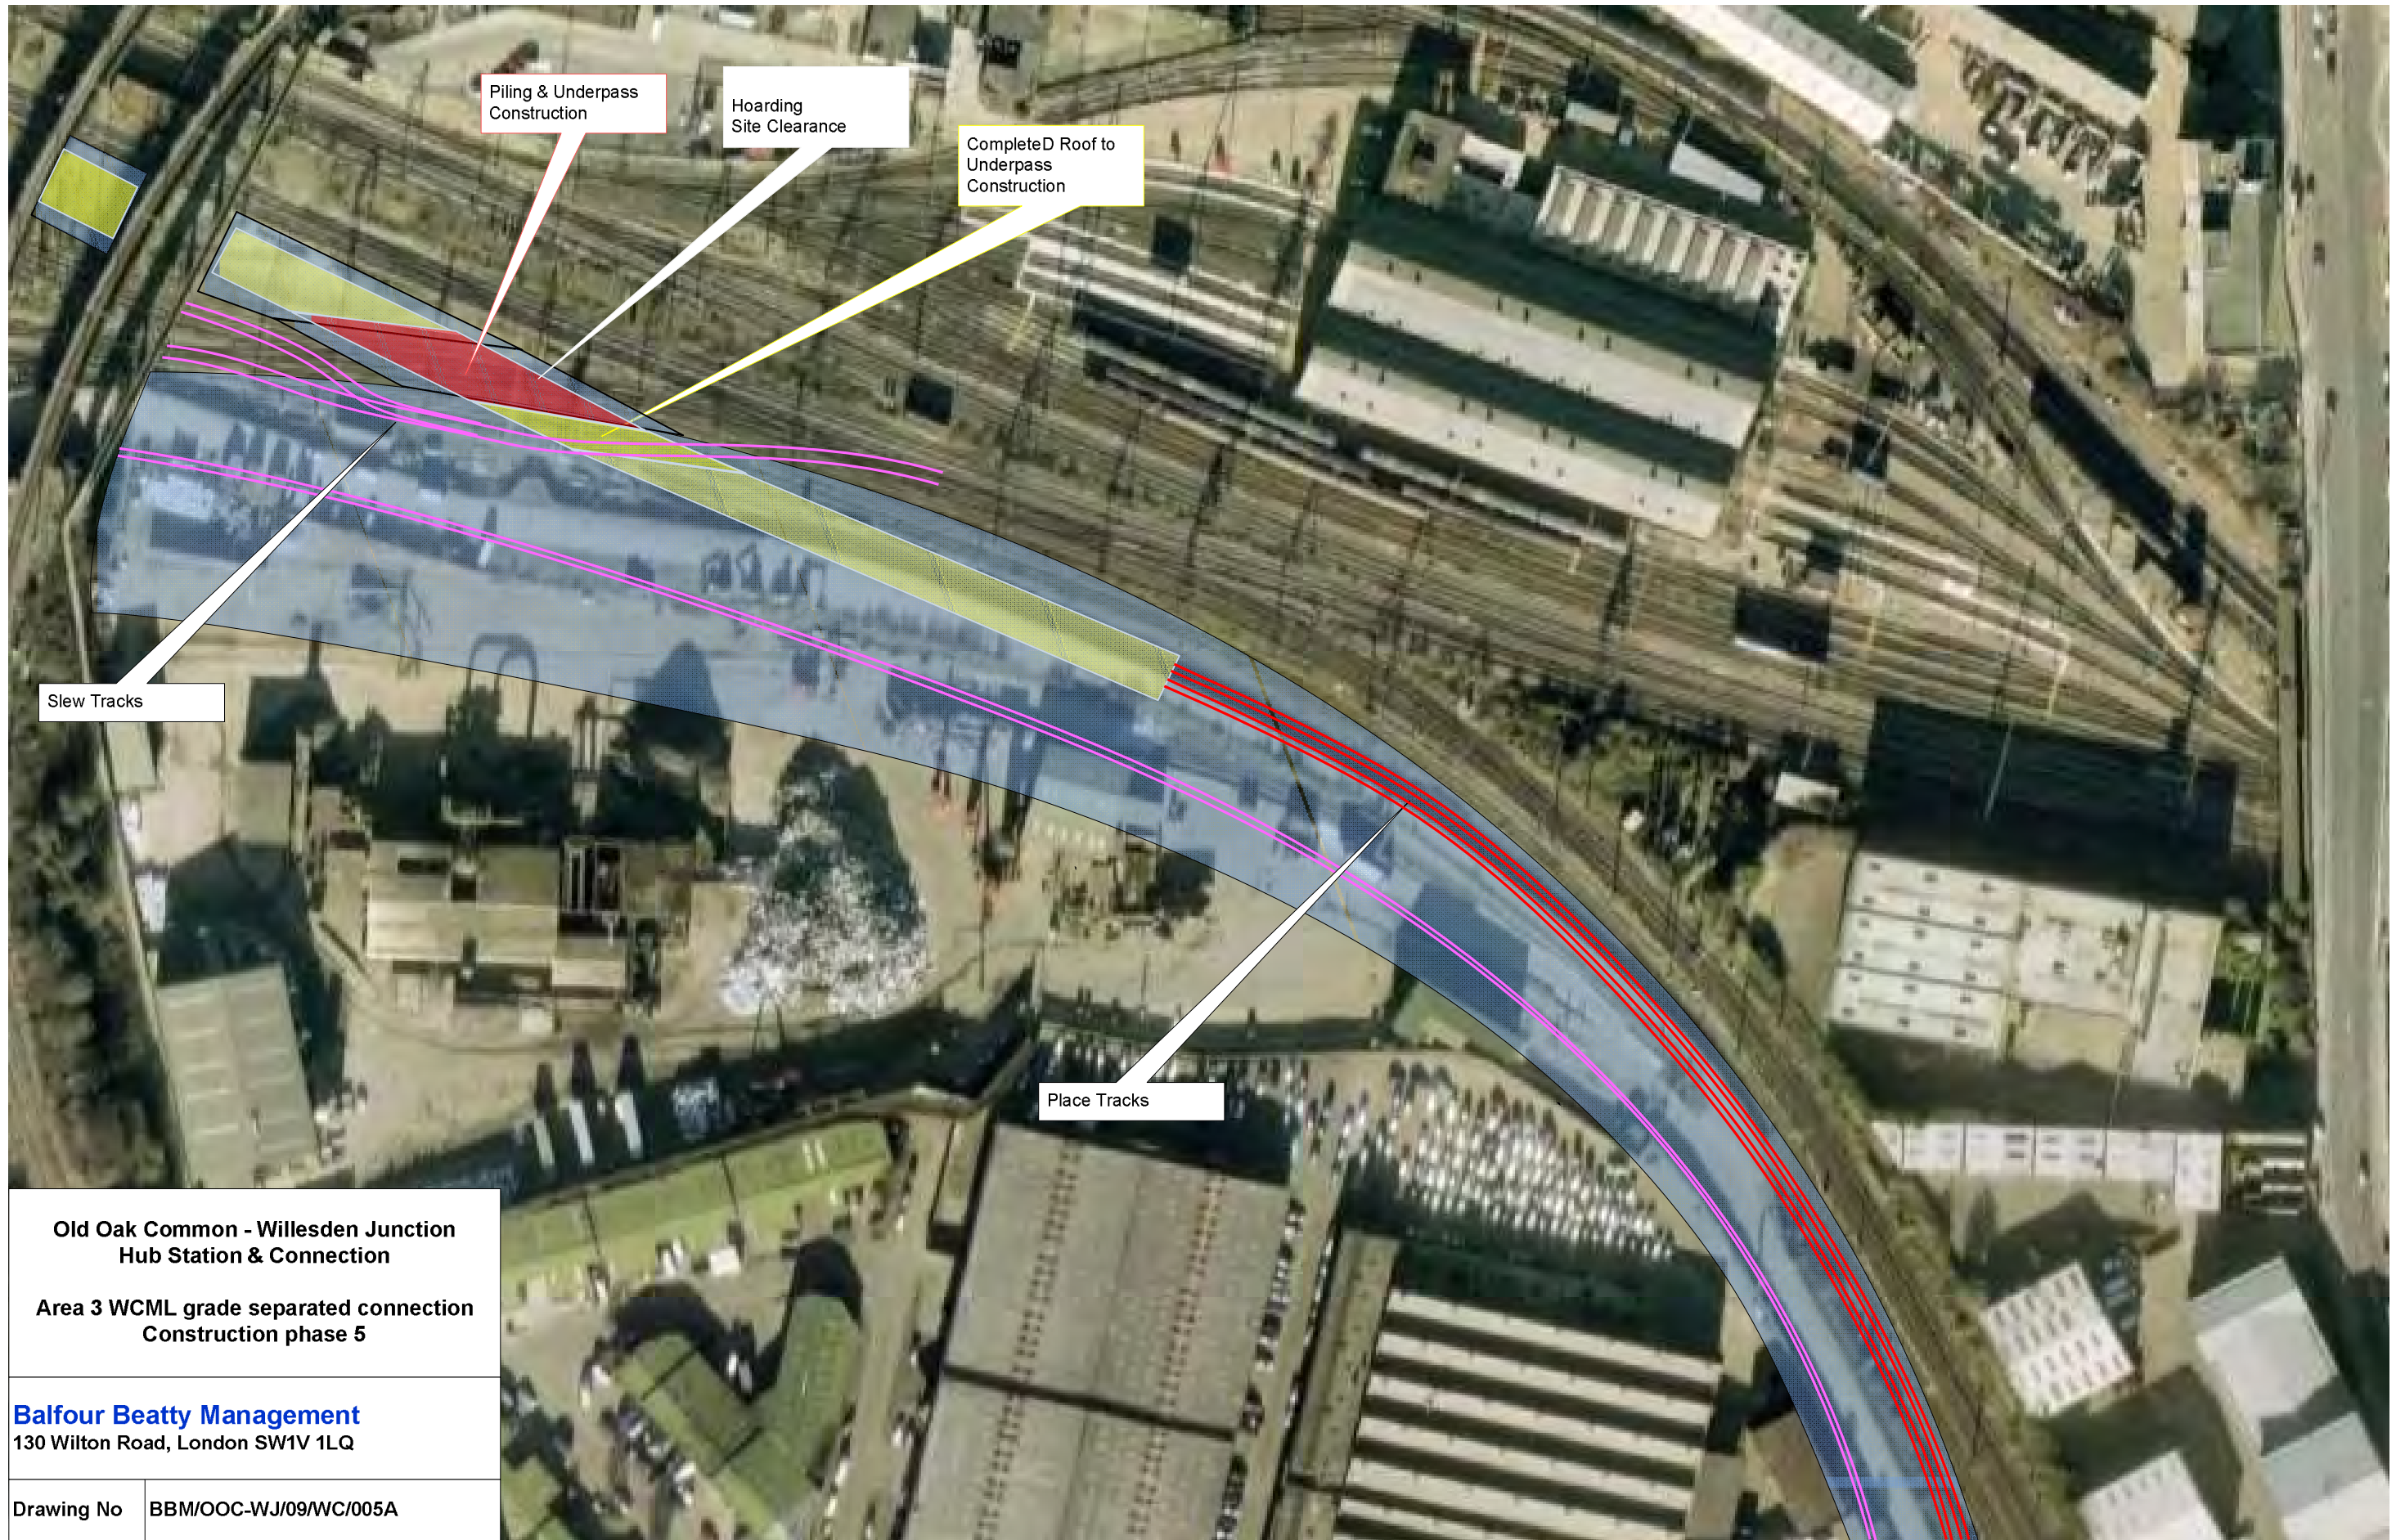 Piling & Underpass
Construction
Hoarding
Site Clearance
CompleteD Roof to
Underpass
Construction
Slew Tracks
Place Tracks
Old Oak Common - Willesden Junction
Hub Station & Connection
Area 3 WCML grade separated connection
Construction phase 5
Balfour Beatty Management
130 Wilton Road, London SW1V 1LQ
Drawing No BBM/OOC-WJ/09/WC/005A